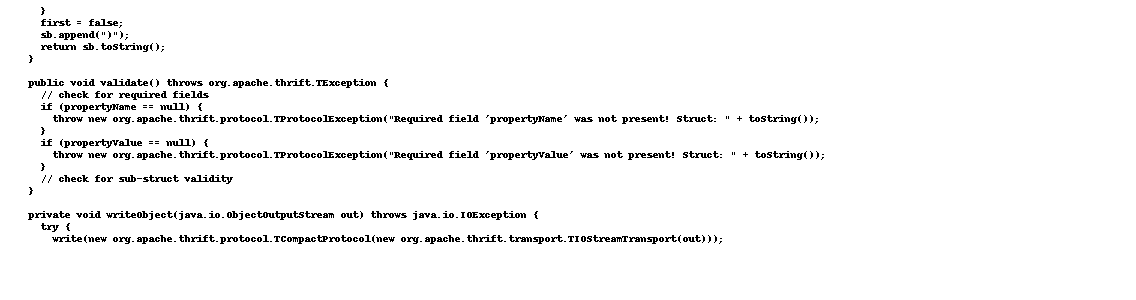 }
first = false;
sb.append(")");
return sb.toString();
}
public void validate() throws org.apache.thrift.TException {
// check for required fields
if (propertyName == null) {
throw new org.apache.thrift.protocol.TProtocolException("Required field 'propertyName' was not present! Struct: " + toString());
}
if (propertyValue == null) {
throw new org.apache.thrift.protocol.TProtocolException("Required field 'propertyValue' was not present! Struct: " + toString());
}
// check for sub-struct validity
}
private void writeObject(java.io.ObjectOutputStream out) throws java.io.IOException {
try {
write(new org.apache.thrift.protocol.TCompactProtocol(new org.apache.thrift.transport.TIOStreamTransport(out)));